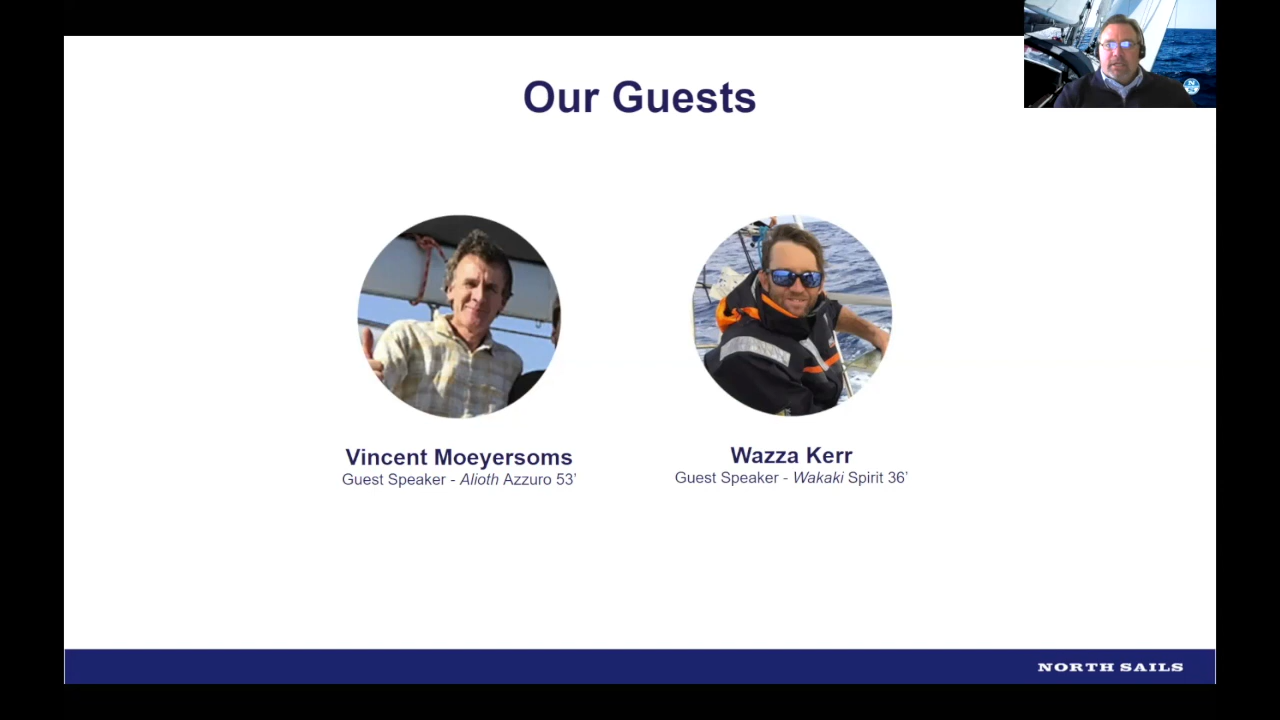 Our Guests
Vincent Moeyersoms
Guest Speaker - Alioth Azzuro 53’
Wazza Kerr
Guest Speaker - Wakaki Spirit 36’
NORTH SAILS